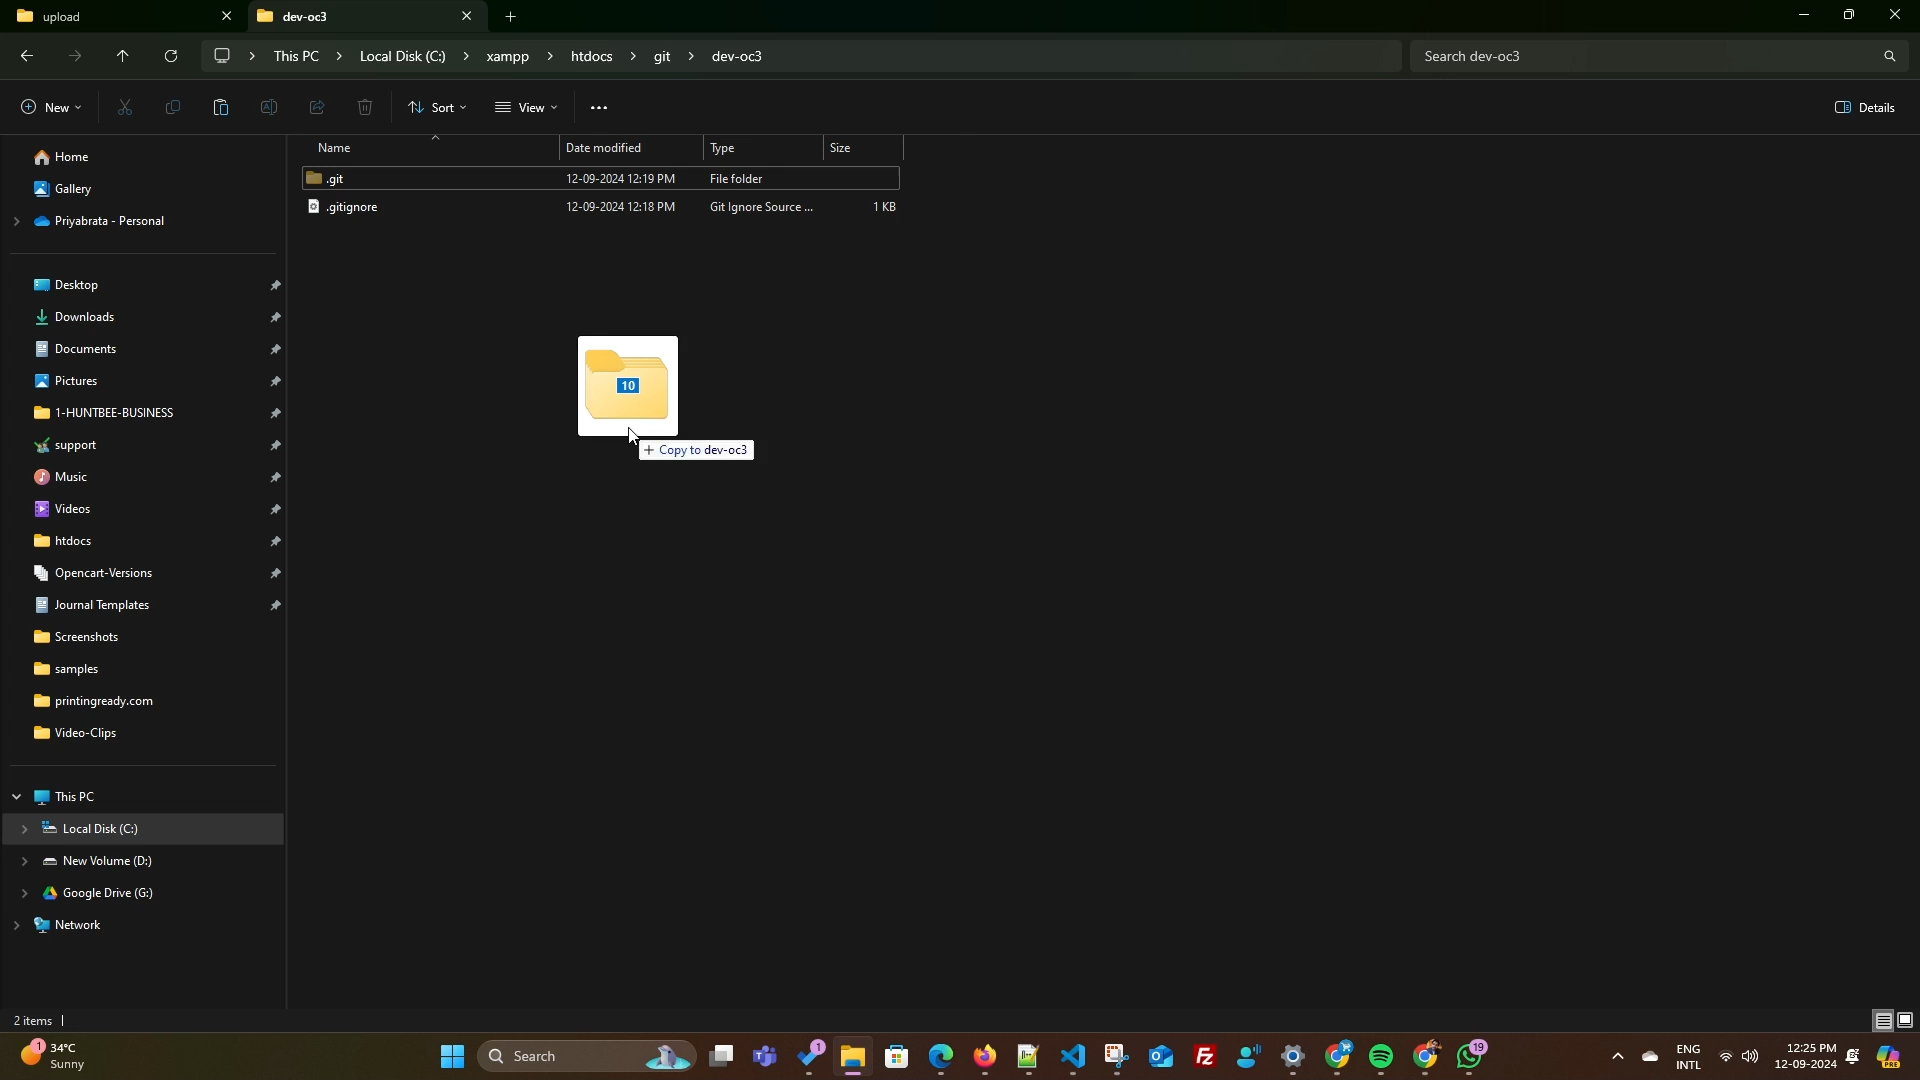 upload
dev-oc3
This PC
Local Disk (C:)
xampp
htdocs
git
dev-oc3
Search dev-oc3
New
Sort
View
Details
Name
Date modified
Type
Size
.git
12-09-2024 12:19 PM
File folder
.gitignore
12-09-2024 12:18 PM
Git Ignore Source ...
1 KB
Home
Gallery
Priyabrata - Personal
Desktop
Downloads
Documents
Pictures
1-HUNTBEE-BUSINESS
support
Music
Videos
htdocs
Opencart-Versions
Journal Templates
Screenshots
samples
printingready.com
Video-Clips
This PC
Local Disk (C:)
New Volume (D:)
Google Drive (G:)
Network
10
+ Copy to dev-oc3
2 items
1
34°C
Sunny
Search
1
19
ENG
INTL
12:25 PM
12-09-2024